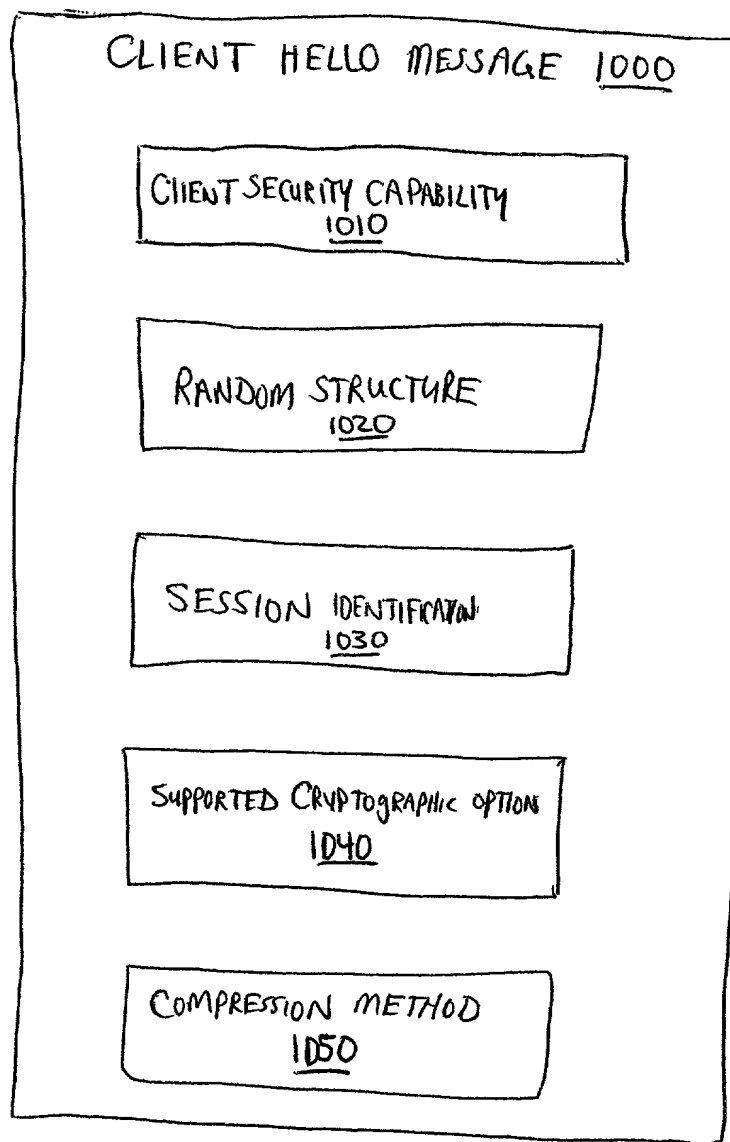 CLIENT HELLO MESSAGE 1000
CLIENT SECURITY CAPABILITY
1010
RANDOM STRUCTURE
1020
SESSION IDENTIFICATION
1030
SUPPORTED CRYPTOGRAPHIC OPTION
1040
COMPRESSION METHOD
1050